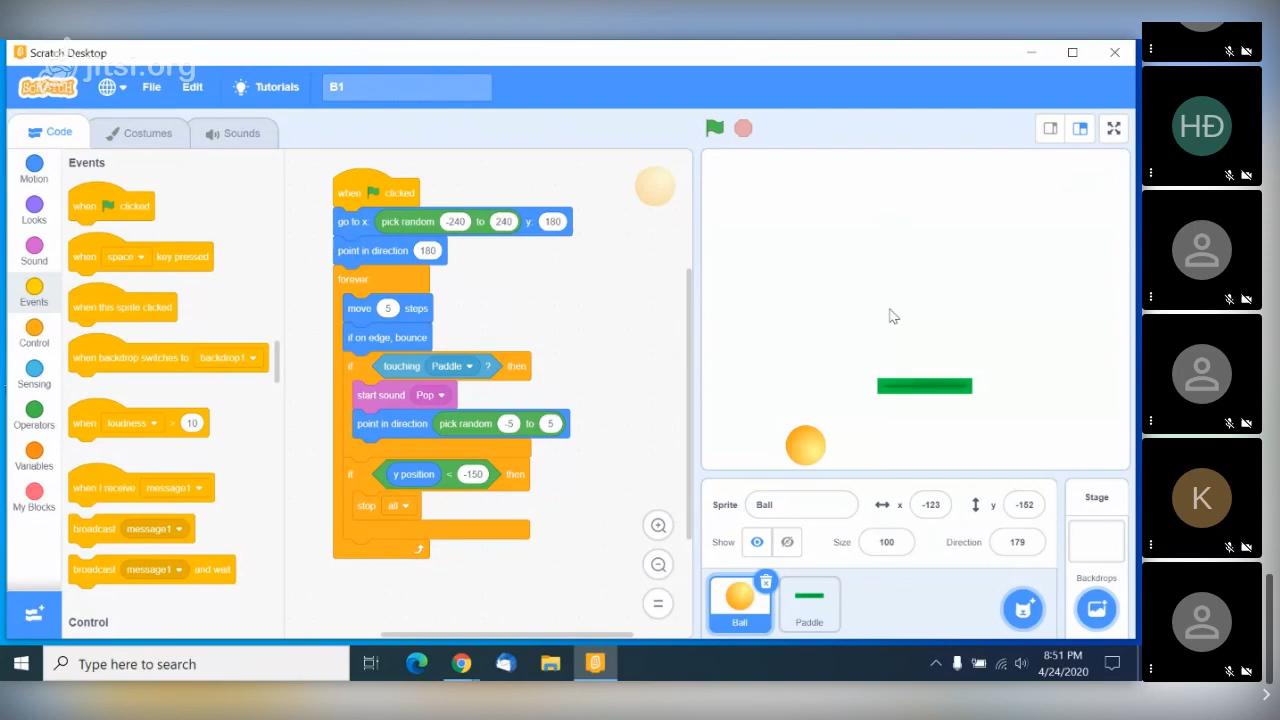 Scratch Desktop
jitsi.org
SCRATCH
File
Edit
Tutorials
B1
Code
Costumes
Sounds
Motion
Looks
Sound
Events
Control
Sensing
Operators
Variables
My Blocks
Events
when clicked
when space key pressed
when this sprite clicked
when backdrop switches to backdrop1
when loudness > 10
when I receive message1
broadcast message1
broadcast message1 and wait
Control
when clicked
go to x: pick random -240 to 240 y: 180
point in direction 180
forever
move 5 steps
if on edge, bounce
if touching Paddle ? then
start sound Pop
point in direction pick random -5 to 5
if y position < -150 then
stop all
Sprite Ball x -123 y -152
Show Size 100 Direction 179
Ball
Paddle
Stage
Backdrops
Type here to search
8:51 PM
4/24/2020
HĐ
K